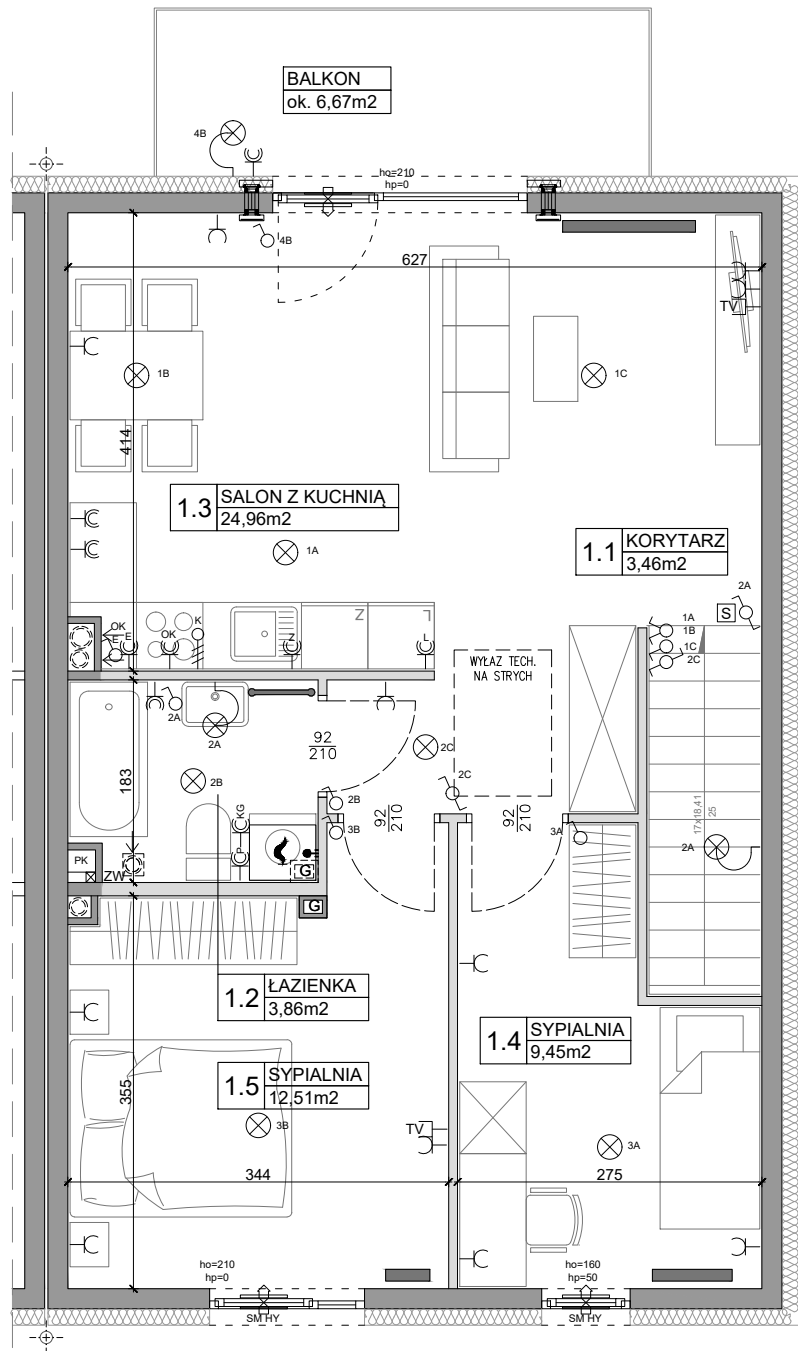 BALKON
ok. 6,67m2
4B
ho=210
hp=0
4B
627
TV
1B
1C
414
1.3 SALON Z KUCHNIĄ
24,96m2
1.1 KORYTARZ
3,46m2
1A
2A
S
OK
E
E
OK
K
Z
Z
L
1A
1B
1C
2C
WYŁAZ TECH.
NA STRYCH
2A
2A
92
210
2C
183
2B
2C
2B
3B
92
210
92
210
3A
17x18,41
25
2A
KG
P
PK
ZW
G
G
1.2 ŁAZIENKA
3,86m2
1.4 SYPIALNIA
9,45m2
1.5 SYPIALNIA
12,51m2
355
3B
TV
3A
344
275
ho=210
hp=0
ho=160
hp=50
SM HY
SM HY